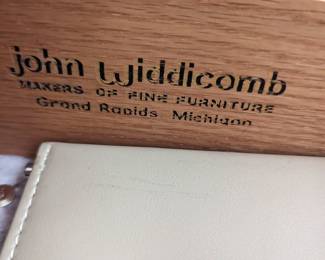 john widdicomb
MAKERS OF FINE FURNITURE
Grand Rapids Michigan